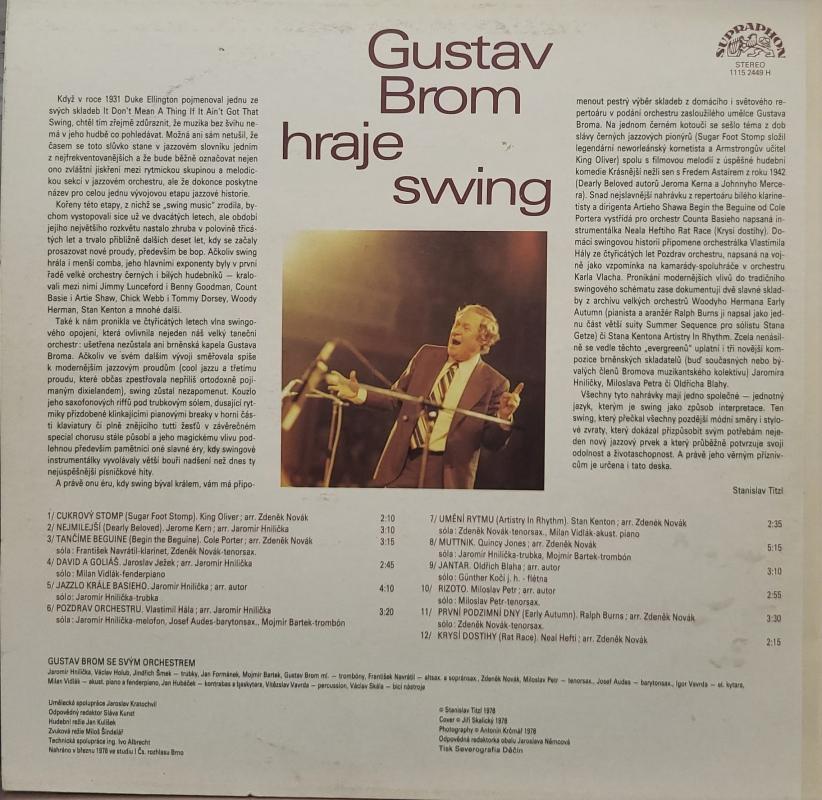 Gustav
Brom
hraje
swing
SUPRAPHON
STEREO
1115 2449 H
Když v roce 1931 Duke Ellington pojmenoval jednu ze
svých skladeb It Don't Mean A Thing If It Ain't Got That
Swing, chtěl tím zřejmě zdůraznit, že muzika bez švihu ne-
má v jeho hudbě co pohledávat. Možná ani sám netušil, že
časem se toto slůvko stane v jazzovém slovníku jedním
z nejfrekventovanějších a že bude běžně označovat nejen
ono zvláštní jiskření mezi rytmickou skupinou a melodic-
kou sekcí v jazzovém orchestru, ale že dokonce poskytne
název pro celou jednu vývojovou etapu jazzové historie.
Kořeny této etapy, z nichž se „swing music" zrodila, by-
chom vystopovali sice už ve dvacátých letech, ale období
jejího největšího rozkvětu nastalo zhruba v polovině třicá-
tých let a trvalo přibližně dalších deset let, kdy se začaly
prosazovat nové proudy, především be bop. Ačkoliv swing
hrála i menší comba, jeho hlavními exponenty byly v první
řadě velké orchestry černých i bílých hudebníků — kralo-
vali mezi nimi Jimmy Lunceford i Benny Goodman, Count
Basie i Artie Shaw, Chick Webb i Tommy Dorsey, Woody
Herman, Stan Kenton a mnohé další.
Také k nám pronikla ve čtyřicátých letech vlna swingo-
vého opojení, která ovlivnila nejeden náš velký taneční
orchestr: ušetřena nezůstala ani brněnská kapela Gustava
Broma. Ačkoliv ve svém dalším vývoji směřovala spíše
k modernějším jazzovým proudům (cool jazzu a třetímu
proudu, které občas zpestřovala nepříliš ortodoxně pojí-
maným dixielandem), swing zůstal nezapomenut. Kouzlo
jeho saxofonových riffů pod trubkovým sólem, dusající ryt-
miky přizdobené klinkajícími pianovými breaky v horní čás-
ti klaviatury či plně znějícího tutti žesťů v závěrečném
special chorusu stále působí a jeho magickému vlivu pod-
lehnou především pamětníci oné slavné éry, kdy swingové
instrumentálky vyvolávaly větší bouři nadšení než dnes ty
nejúspěšnější písničkové hity.
A právě onu éru, kdy swing býval králem, vám má připo-
menout pestrý výběr skladeb z domácího i světového re-
pertoáru v podání orchestru zasloužilého umělce Gustava
Broma. Na jednom černém kotouči se sešlo téma z dob
slávy černých jazzových pionýrů (Sugar Foot Stomp složil
legendární neworleánský kornetista a Armstrongův učitel
King Oliver) spolu s filmovou melodií z úspěšné hudební
komedie Krásnější nežli sen s Fredem Astairem z roku 1942
(Dearly Beloved autorů Jeroma Kerna a Johnnyho Merce-
ra). Snad nejslavnější nahrávku z repertoáru bílého klarine-
tisty a dirigenta Artieho Shawa Begin the Beguine od Cole
Portera vystřídá pro orchestr Counta Basieho napsaná in-
strumentálka Neala Heftiho Rat Race (Krysí dostihy). Do-
mácí swingovou historii připomene orchestrálka Vlastimila
Hály ze čtyřicátých let Pozdrav orchestru, napsaná na voj-
ně jako vzpomínka na kamarády-spoluhráče v orchestru
Karla Vlacha. Pronikání modernějších vlivů do tradičního
swingového schématu zase dokumentují dvě slavné sklad-
by z archivu velkých orchestrů Woodyho Hermana Early
Autumn (pianista a aranžér Ralph Burns ji napsal jako jed-
nu část větší suity Summer Sequence pro sólistu Stana
Getze) či Stana Kentona Artistry In Rhythm. Zcela nenásil-
ně se vedle těchto „evergreenů" uplatní i tři novější kom-
pozice brněnských skladatelů (buď současných nebo bý-
valých členů Bromova muzikantského kolektivu) Jaromíra
Hniličky, Miloslava Petra či Oldřicha Blahy.
Všechny tyto nahrávky mají jedno společné — jednotný
jazyk, kterým je swing jako způsob interpretace. Ten
swing, který přečkal všechny pozdější módní směry i stylo-
vé zvraty, který dokázal přizpůsobit svým potřebám neje-
den nový jazzový prvek a který průběžně potvrzuje svoji
odolnost a životaschopnost. A právě jeho věrným přízniv-
cům je určena i tato deska.
Stanislav Titzl
1/ CUKROVÝ STOMP (Sugar Foot Stomp). King Oliver; arr. Zdeněk Novák 2:10
2/ NEJMILEJŠÍ (Dearly Beloved). Jerome Kern; arr. Jaromír Hnilička 3:10
3/ TANČÍME BEGUINE (Begin the Beguine). Cole Porter; arr. Zdeněk Novák 3:15
sóla: František Navrátil-klarinet, Zdeněk Novák-tenorsax.
4/ DAVID A GOLIÁŠ. Jaroslav Ježek; arr. Jaromír Hnilička 2:45
sólo: Milan Vidlák-fenderpiano
5/ JAZZLO KRÁLE BASIEHO. Jaromír Hnilička; arr. autor 4:10
sólo: Jaromír Hnilička-trubka
6/ POZDRAV ORCHESTRU. Vlastimil Hála; arr. Jaromír Hnilička 3:20
sóla: Jaromír Hnilička-melofon, Josef Audes-barytonsax., Mojmír Bartek-trombón
7/ UMĚNÍ RYTMU (Artistry In Rhythm). Stan Kenton; arr. Zdeněk Novák 2:35
sóla: Zdeněk Novák-tenorsax., Milan Vidlák-akust. piano
8/ MUTTNIK. Quincy Jones; arr. Zdeněk Novák 5:15
sóla: Jaromír Hnilička-trubka, Mojmír Bartek-trombón
9/ JANTAR. Oldřich Blaha; arr. autor 3:10
sólo: Günther Kočí j. h. - flétna
10/ RIZOTO. Miloslav Petr; arr. autor 2:55
sólo: Miloslav Petr-tenorsax.
11/ PRVNÍ PODZIMNÍ DNY (Early Autumn). Ralph Burns; arr. Zdeněk Novák 3:30
sólo: Zdeněk Novák-tenorsax.
12/ KRYSÍ DOSTIHY (Rat Race). Neal Hefti; arr. Zdeněk Novák 2:15
GUSTAV BROM SE SVÝM ORCHESTREM
Jaromír Hnilička, Václav Holub, Jindřich Šmek — trubky, Jan Formánek, Mojmír Bartek, Gustav Brom ml. — trombóny, František Navrátil — altsax. a sopránsax., Zdeněk Novák, Miloslav Petr — tenorsax., Josef Audes — barytonsax., Igor Vavrda — el. kytara,
Milan Vidlák — akust. piano a fenderpiano, Jan Hubáček — kontrabas a baskytara, Vítězslav Vavrda — percussion, Václav Skála — bicí nástroje
Umělecká spolupráce Jaroslav Kratochvíl
Odpovědný redaktor Sláva Kunst
Hudební režie Jan Kulíšek
Zvuková režie Miloš Šindelář
Technická spolupráce ing. Ivo Albrecht
Nahráno v březnu 1978 ve studiu I Čs. rozhlasu Brno
© Stanislav Titzl 1978
Cover © Jiří Skalický 1978
Photography © Antonín Krčmář 1978
Odpovědná redaktorka obalu Jaroslava Němcová
Tisk Severografia Děčín